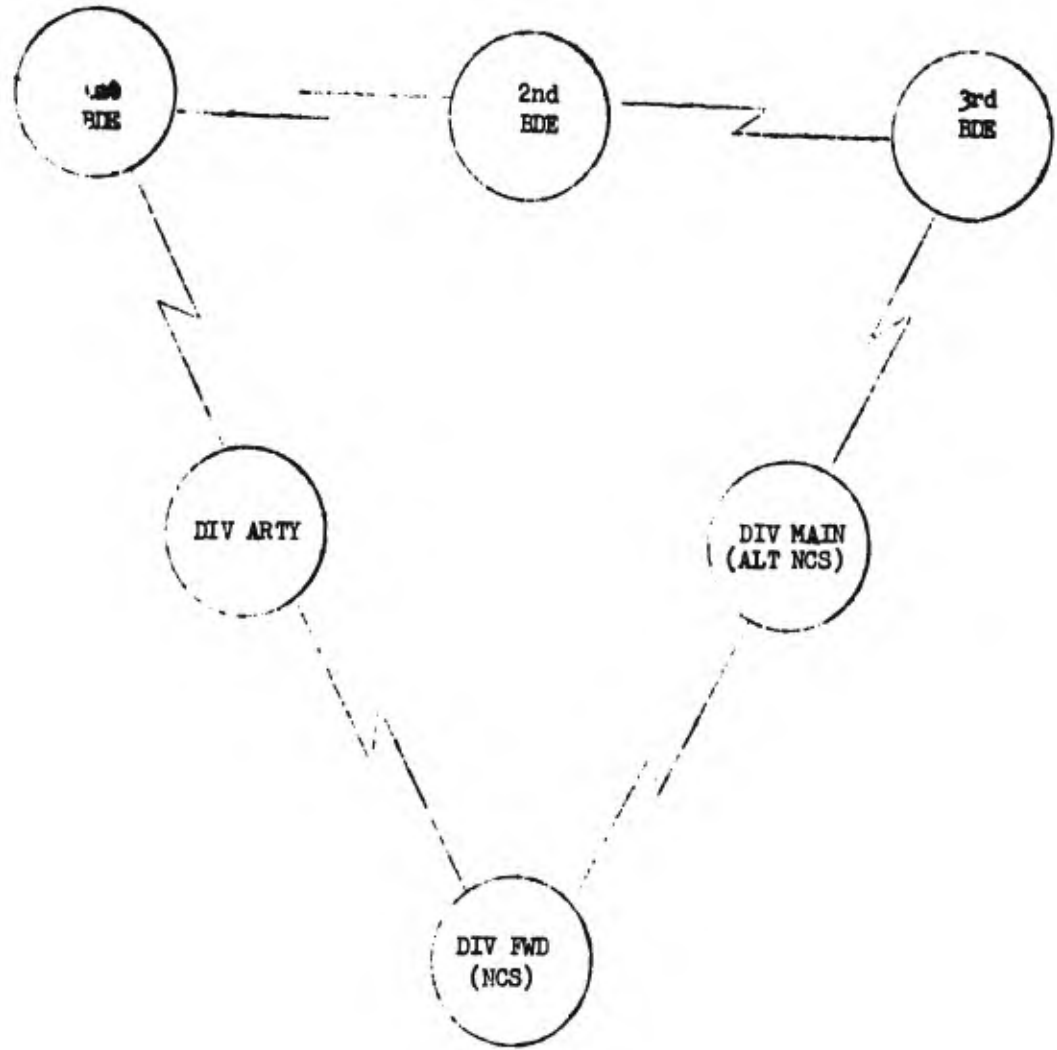 BDE
2nd
BDE
3rd
BDE
DIV ARTY
DIV MAIN
(ALT NCS)
DIV FWD
(NCS)